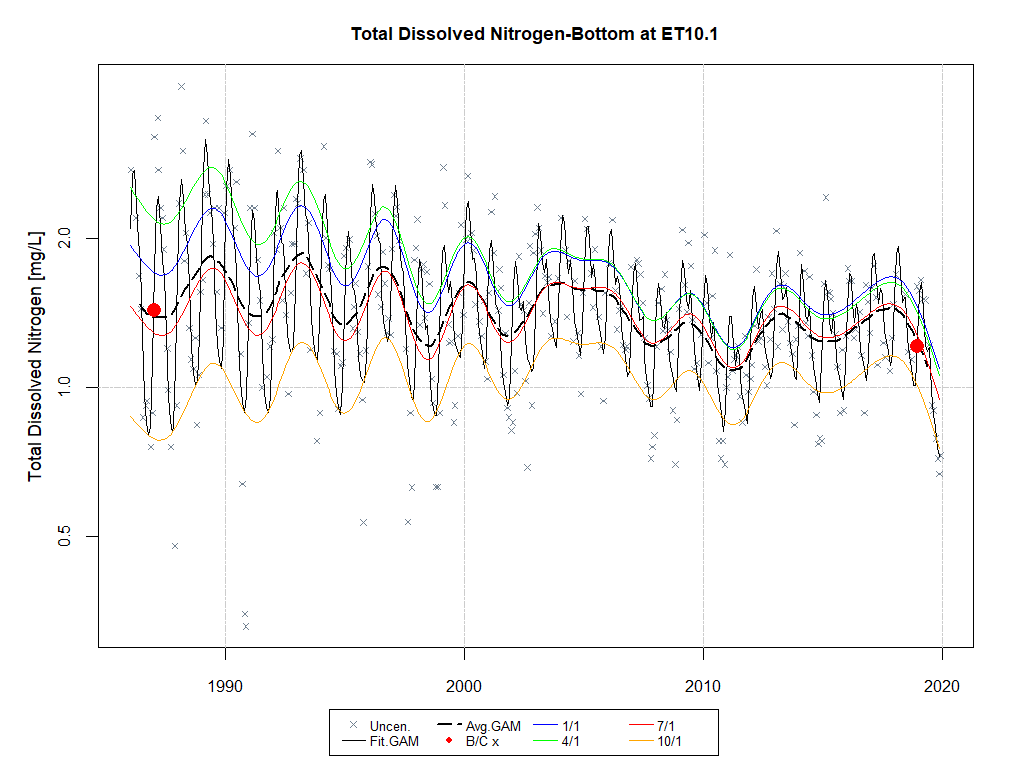 Total Dissolved Nitrogen-Bottom at ET10.1
Total Dissolved Nitrogen [mg/L]
2.0
1.0
0.5
1990 2000 2010 2020
Uncen. Avg.GAM 1/1 7/1
Fit.GAM B/C x 4/1 10/1